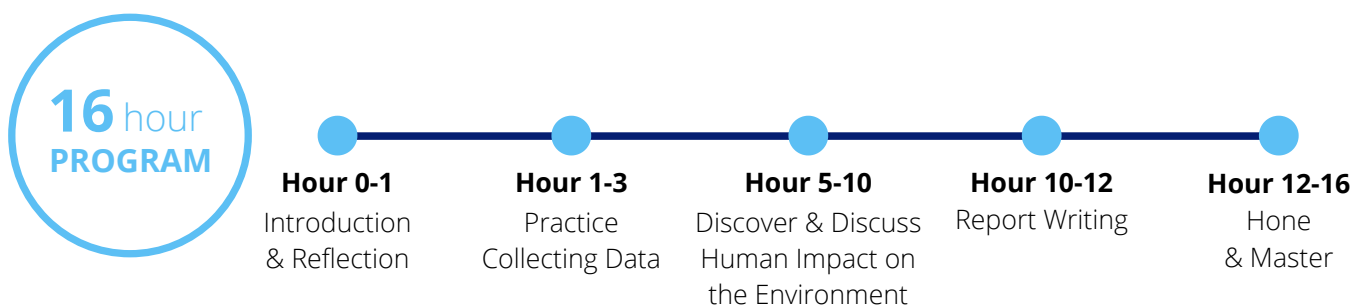 16 hour
PROGRAM
Hour 0-1
Introduction
& Reflection
Hour 1-3
Practice
Collecting Data
Hour 5-10
Discover & Discuss
Human Impact on
the Environment
Hour 10-12
Report Writing
Hour 12-16
Hone
& Master